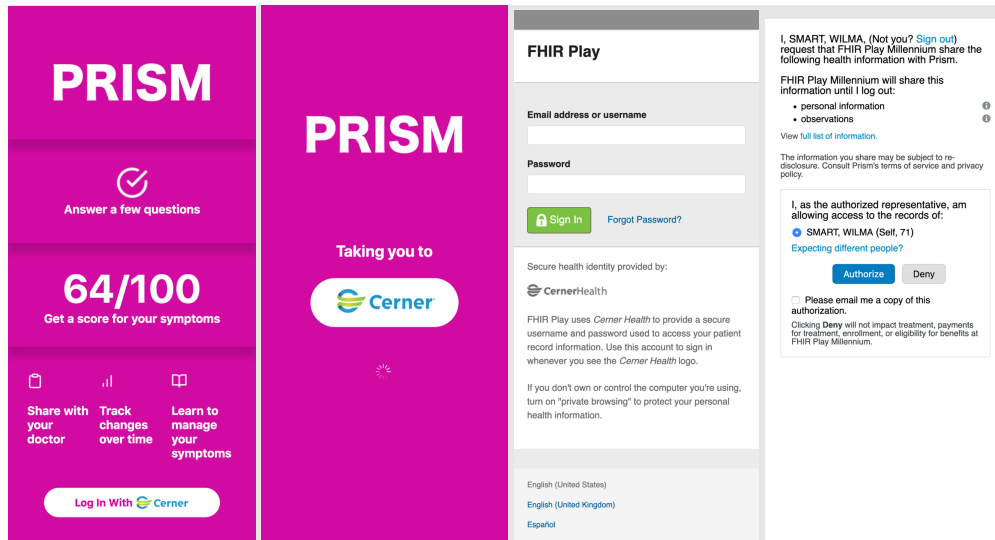 PRISM
Answer a few questions
64/100
Get a score for your symptoms
Share with
your
doctor
Track
changes
over time
Learn to
manage
your
symptoms
Log In With Cerner
PRISM
Taking you to
Cerner
FHIR Play
Email address or username
Password
Sign In
Forgot Password?
Secure health identity provided by:
CernerHealth
FHIR Play uses Cerner Health to provide a secure
username and password used to access your patient
record information. Use this account to sign in
whenever you see the Cerner Health logo.
If you don't own or control the computer you're using,
turn on "private browsing" to protect your personal
health information.
English (United States)
English (United Kingdom)
Español
I, SMART, WILMA, (Not you? Sign out)
request that FHIR Play Millennium share the
following health information with Prism.
FHIR Play Millennium will share this
information until I log out:
• personal information
• observations
View full list of information.
The information you share may be subject to re-
disclosure. Consult Prism's terms of service and privacy
policy.
I, as the authorized representative, am
allowing access to the records of:
SMART, WILMA (Self, 71)
Expecting different people?
Authorize
Deny
Please email me a copy of this
authorization.
Clicking Deny will not impact treatment, payments
for treatment, enrollment, or eligibility for benefits at
FHIR Play Millennium.